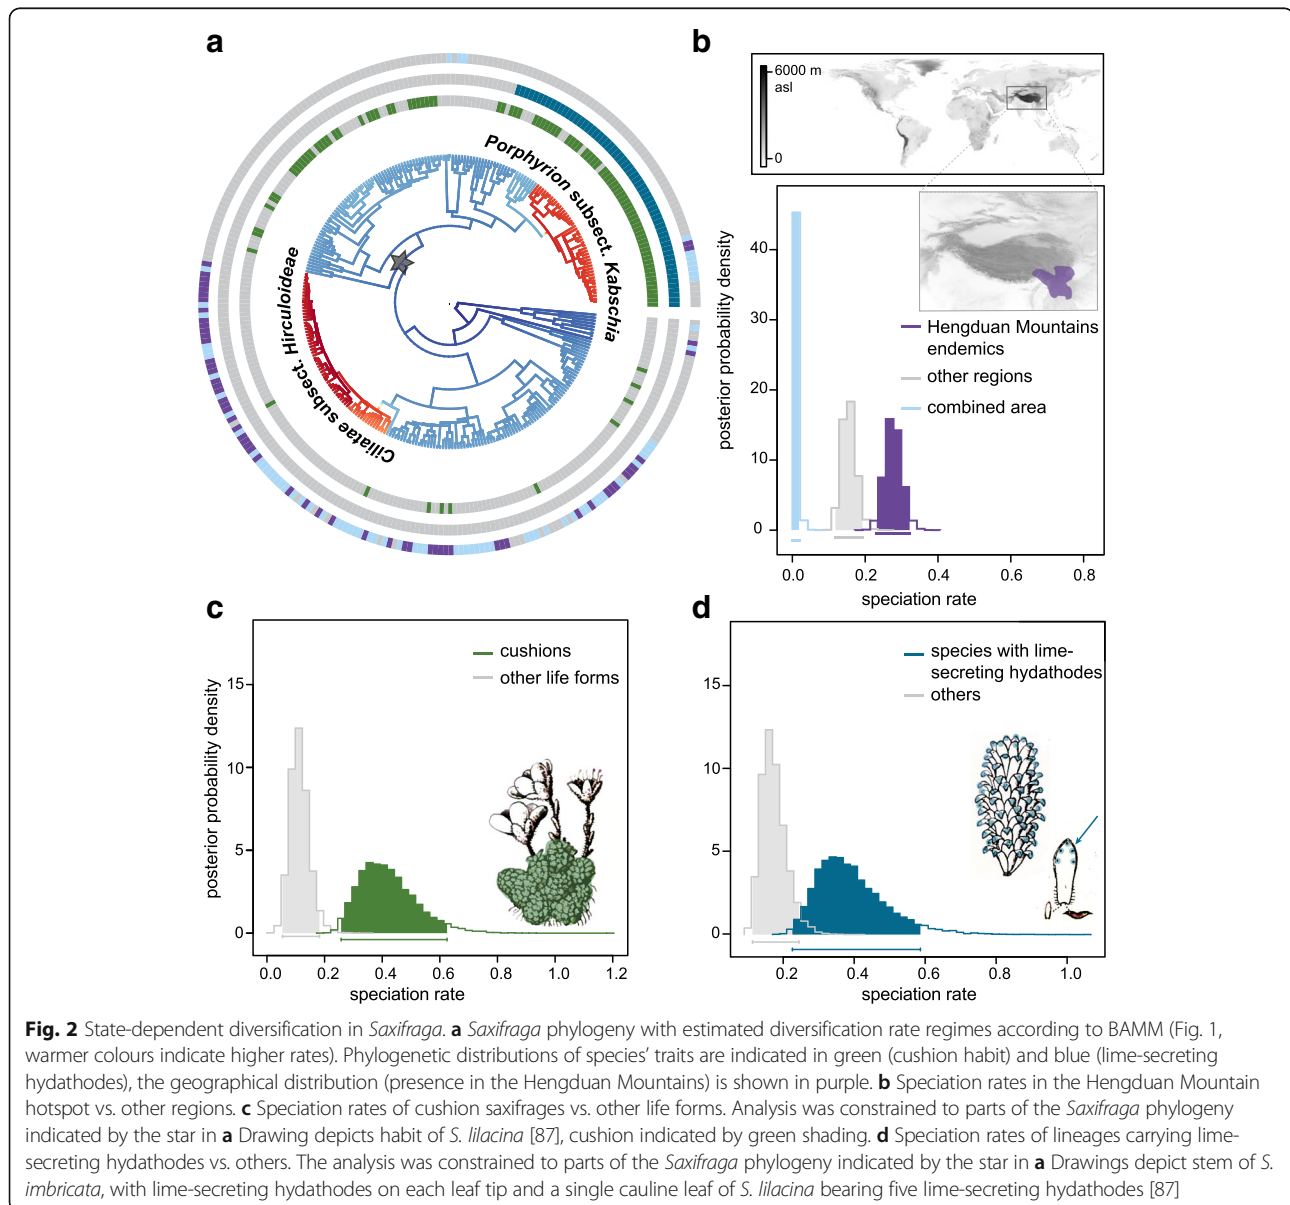 a
Porphyrion subsect. Kabschia
Ciliatae subsect. Hirculoideae
b
6000 m
asl
0
posterior probability density
40
30
20
10
0
Hengduan Mountains
endemics
other regions
combined area
0.0 0.2 0.4 0.6 0.8
speciation rate
c
posterior probability density
15
10
5
0
cushions
other life forms
0.0 0.2 0.4 0.6 0.8 1.0 1.2
speciation rate
d
15
10
5
0
species with lime-
secreting hydathodes
others
0.2 0.4 0.6 0.8 1.0
speciation rate
Fig. 2 State-dependent diversification in Saxifraga. a Saxifraga phylogeny with estimated diversification rate regimes according to BAMM (Fig. 1,
warmer colours indicate higher rates). Phylogenetic distributions of species' traits are indicated in green (cushion habit) and blue (lime-secreting
hydathodes), the geographical distribution (presence in the Hengduan Mountains) is shown in purple. b Speciation rates in the Hengduan Mountain
hotspot vs. other regions. c Speciation rates of cushion saxifrages vs. other life forms. Analysis was constrained to parts of the Saxifraga phylogeny
indicated by the star in a Drawing depicts habit of S. lilacina [87], cushion indicated by green shading. d Speciation rates of lineages carrying lime-
secreting hydathodes vs. others. The analysis was constrained to parts of the Saxifraga phylogeny indicated by the star in a Drawings depict stem of S.
imbricata, with lime-secreting hydathodes on each leaf tip and a single cauline leaf of S. lilacina bearing five lime-secreting hydathodes [87]